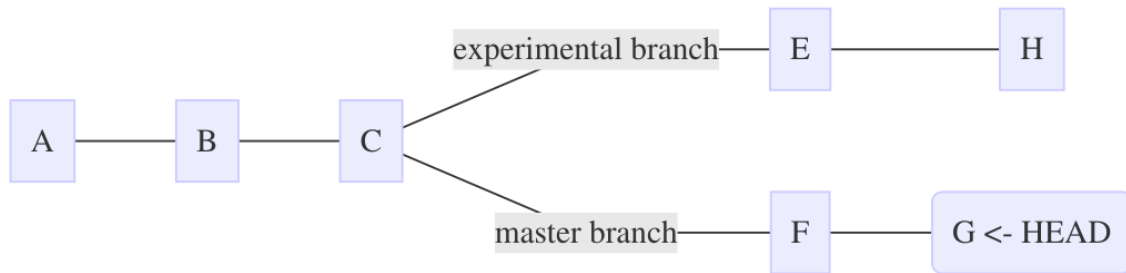 experimental branch
E
H
A
B
C
master branch
F
G <- HEAD